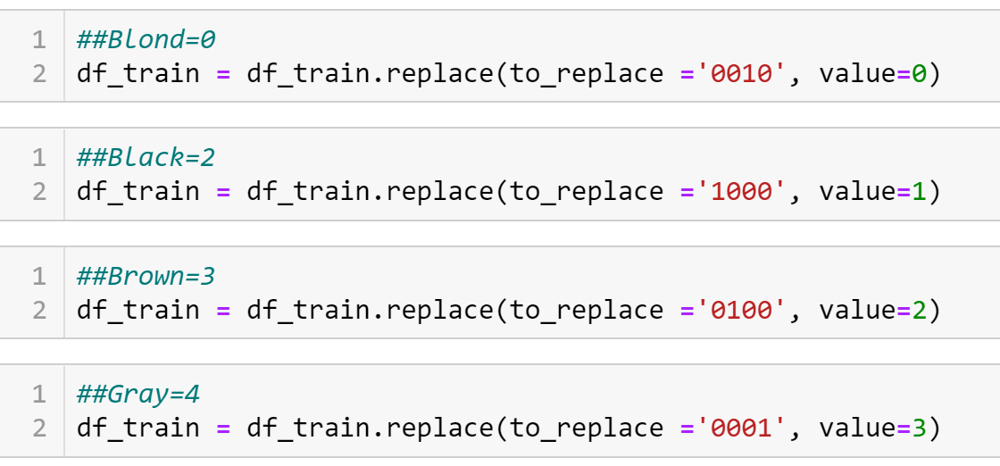 1 ##Blond=0
2 df_train = df_train.replace(to_replace ='0010', value=0)
1 ##Black=2
2 df_train = df_train.replace(to_replace ='1000', value=1)
1 ##Brown=3
2 df_train = df_train.replace(to_replace ='0100', value=2)
1 ##Gray=4
2 df_train = df_train.replace(to_replace ='0001', value=3)